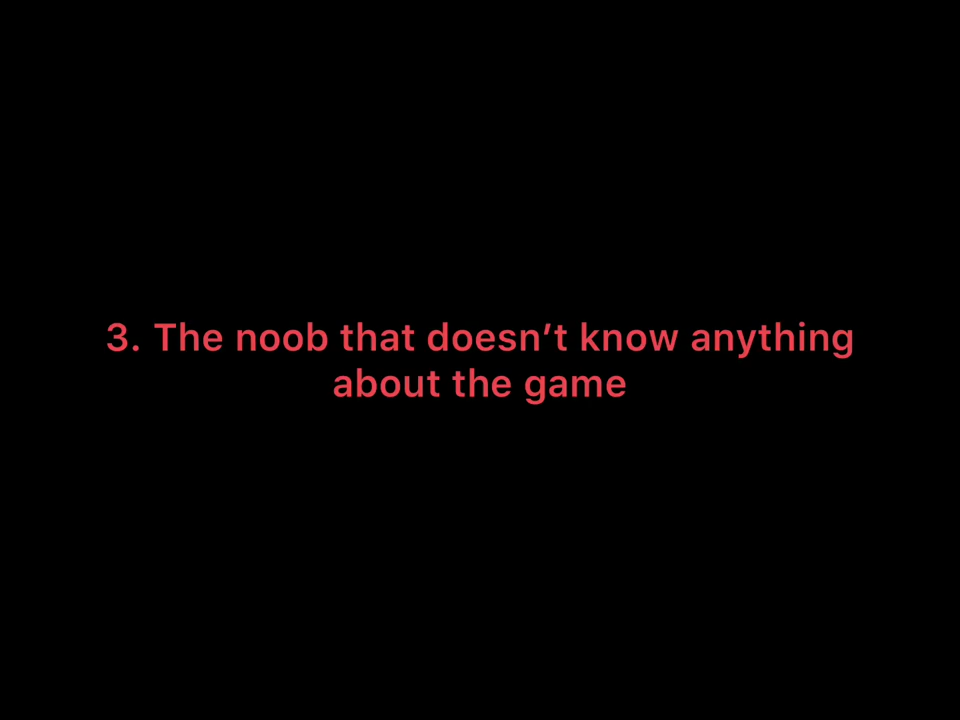 3. The noob that doesn’t know anything
about the game